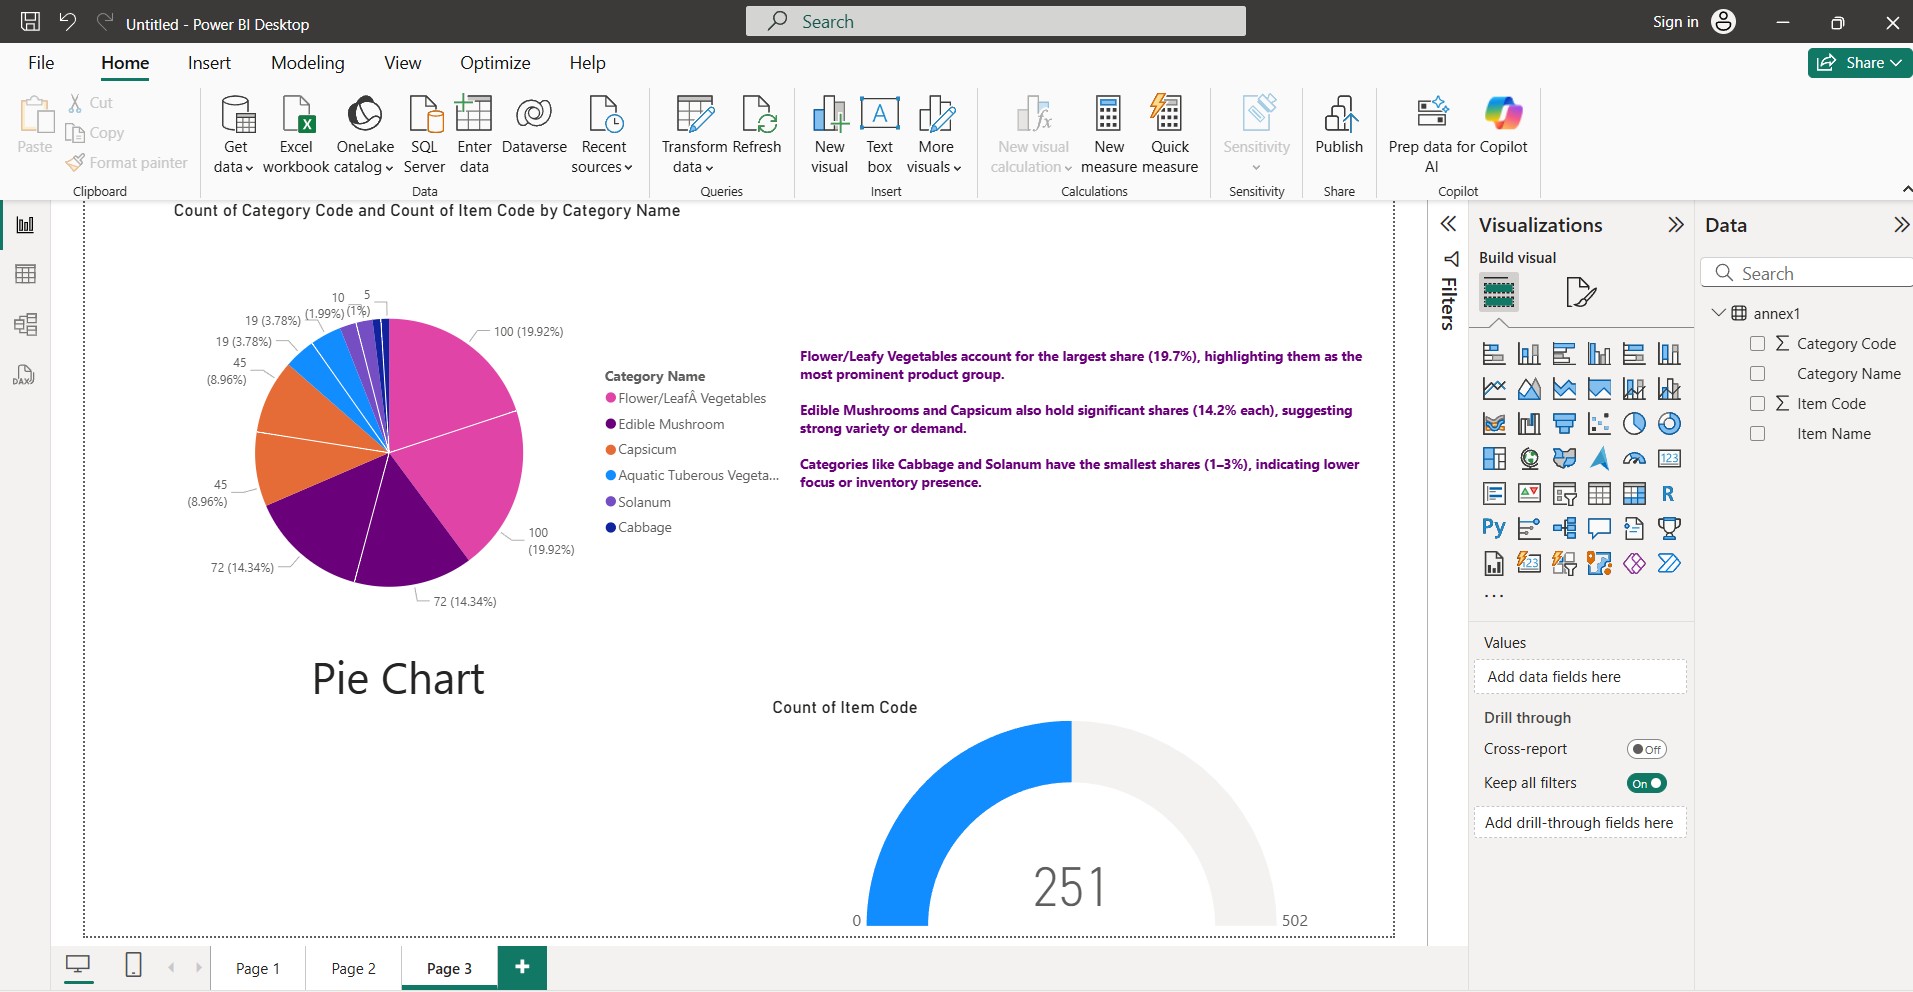 Untitled - Power BI Desktop
Search
Sign in
File Home Insert Modeling View Optimize Help
Share
Paste
Cut
Copy
Format painter
Clipboard
Get data
Excel workbook
OneLake catalog
SQL Server
Enter data
Dataverse
Recent sources
Data
Transform data
Refresh
Queries
New visual
Text box
More visuals
Insert
New visual calculation
New measure
Quick measure
Calculations
Sensitivity
Sensitivity
Publish
Share
Prep data for AI
Copilot
Copilot
Count of Category Code and Count of Item Code by Category Name
10
5
(1.99%)
(1%)
19 (3.78%)
19 (3.78%)
45
(8.96%)
45
(8.96%)
72 (14.34%)
72 (14.34%)
100
(19.92%)
100 (19.92%)
Category Name
Flower/LeafÂ Vegetables
Edible Mushroom
Capsicum
Aquatic Tuberous Vegeta...
Solanum
Cabbage
Flower/Leafy Vegetables account for the largest share (19.7%), highlighting them as the
most prominent product group.
Edible Mushrooms and Capsicum also hold significant shares (14.2% each), suggesting
strong variety or demand.
Categories like Cabbage and Solanum have the smallest shares (1–3%), indicating lower
focus or inventory presence.
Pie Chart
Count of Item Code
251
0
502
Filters
Visualizations
Build visual
123
R
Py
123
...
Values
Add data fields here
Drill through
Cross-report
Off
Keep all filters
On
Add drill-through fields here
Data
Search
annex1
Category Code
Category Name
Item Code
Item Name
DAX
Page 1
Page 2
Page 3
+